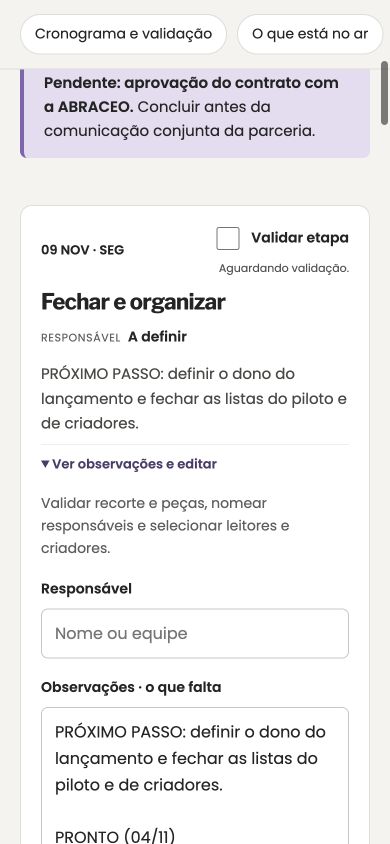 Cronograma e validação
O que está no ar
Pendente: aprovação do contrato com
a ABRACEO. Concluir antes da
comunicação conjunta da parceria.
09 NOV · SEG
Validar etapa
Aguardando validação.
Fechar e organizar
RESPONSÁVEL A definir
PRÓXIMO PASSO: definir o dono do
lançamento e fechar as listas do piloto e
de criadores.
▼ Ver observações e editar
Validar recorte e peças, nomear
responsáveis e selecionar leitores e
criadores.
Responsável
Nome ou equipe
Observações · o que falta
PRÓXIMO PASSO: definir o dono do
lançamento e fechar as listas do
piloto e de criadores.
PRONTO (04/11)